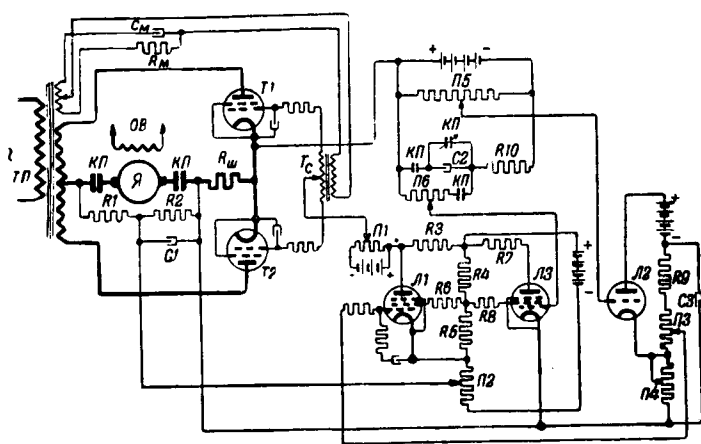 Cм
Rм
T1
П5
ОВ
КП
КП
КП
Rш
Tс
КП
C2
R10
~
ТП
Я
R1
R2
П6
КП
C1
T2
П1
R3
R7
R4
Л1
R6
R8
Л3
Л2
R9
C3
R5
П3
П2
П4
+
-
+
-
+
-
-
+